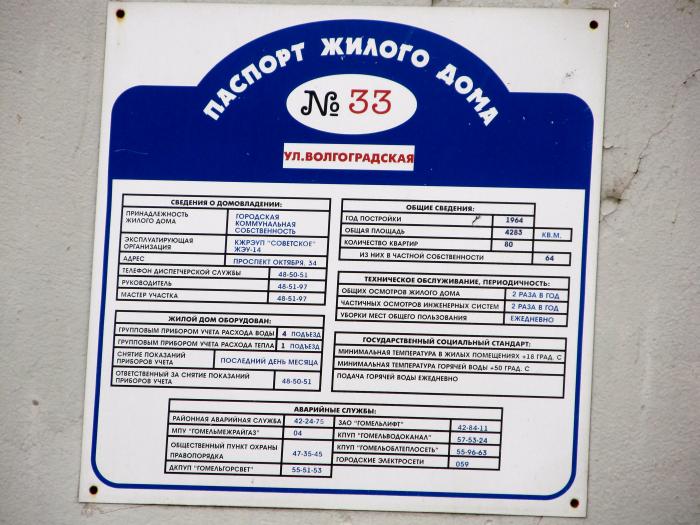 ПАСПОРТ ЖИЛОГО ДОМА
№ 33
УЛ.ВОЛГОГРАДСКАЯ
СВЕДЕНИЯ О ДОМОВЛАДЕНИИ:
ПРИНАДЛЕЖНОСТЬ ЖИЛОГО ДОМА
ГОРОДСКАЯ КОММУНАЛЬНАЯ СОБСТВЕННОСТЬ
ЭКСПЛУАТИРУЮЩАЯ ОРГАНИЗАЦИЯ
КЖРЭУП "СОВЕТСКОЕ" ЖЭУ-14
АДРЕС ПРОСПЕКТ ОКТЯБРЯ, 34
ТЕЛЕФОН ДИСПЕТЧЕРСКОЙ СЛУЖБЫ 48-50-51
РУКОВОДИТЕЛЬ 48-51-97
МАСТЕР УЧАСТКА 48-51-97
ЖИЛОЙ ДОМ ОБОРУДОВАН:
ГРУППОВЫМ ПРИБОРОМ УЧЕТА РАСХОДА ВОДЫ 4 ПОДЪЕЗД
ГРУППОВЫМ ПРИБОРОМ УЧЕТА РАСХОДА ТЕПЛА 1 ПОДЪЕЗД
СНЯТИЕ ПОКАЗАНИЙ ПРИБОРОВ УЧЕТА
ПОСЛЕДНИЙ ДЕНЬ МЕСЯЦА
ОТВЕТСТВЕННЫЙ ЗА СНЯТИЕ ПОКАЗАНИЙ ПРИБОРОВ УЧЕТА
48-50-51
ОБЩИЕ СВЕДЕНИЯ:
ГОД ПОСТРОЙКИ 1964
ОБЩАЯ ПЛОЩАДЬ 4283 КВ.М.
КОЛИЧЕСТВО КВАРТИР 80
ИЗ НИХ В ЧАСТНОЙ СОБСТВЕННОСТИ 64
ТЕХНИЧЕСКОЕ ОБСЛУЖИВАНИЕ, ПЕРИОДИЧНОСТЬ:
ОБЩИХ ОСМОТРОВ ЖИЛОГО ДОМА 2 РАЗА В ГОД
ЧАСТИЧНЫХ ОСМОТРОВ ИНЖЕНЕРНЫХ СИСТЕМ 2 РАЗА В ГОД
УБОРКИ МЕСТ ОБЩЕГО ПОЛЬЗОВАНИЯ ЕЖЕДНЕВНО
ГОСУДАРСТВЕННЫЙ СОЦИАЛЬНЫЙ СТАНДАРТ:
МИНИМАЛЬНАЯ ТЕМПЕРАТУРА В ЖИЛЫХ ПОМЕЩЕНИЯХ +18 ГРАД. С
МИНИМАЛЬНАЯ ТЕМПЕРАТУРА ГОРЯЧЕЙ ВОДЫ +50 ГРАД. С
ПОДАЧА ГОРЯЧЕЙ ВОДЫ ЕЖЕДНЕВНО
АВАРИЙНЫЕ СЛУЖБЫ:
РАЙОННАЯ АВАРИЙНАЯ СЛУЖБА 42-24-75
МПУ "ГОМЕЛЬМЕЖРАЙГАЗ" 04
ОБЩЕСТВЕННЫЙ ПУНКТ ОХРАНЫ ПРАВОПОРЯДКА 47-35-45
ДКПУП "ГОМЕЛЬГОРСВЕТ" 55-51-53
ЗАО "ГОМЕЛЬЛИФТ" 42-84-11
КПУП "ГОМЕЛЬВОДОКАНАЛ" 57-53-24
КПУП "ГОМЕЛЬОБЛТЕПЛОСЕТЬ" 55-96-63
ГОРОДСКИЕ ЭЛЕКТРОСЕТИ 059